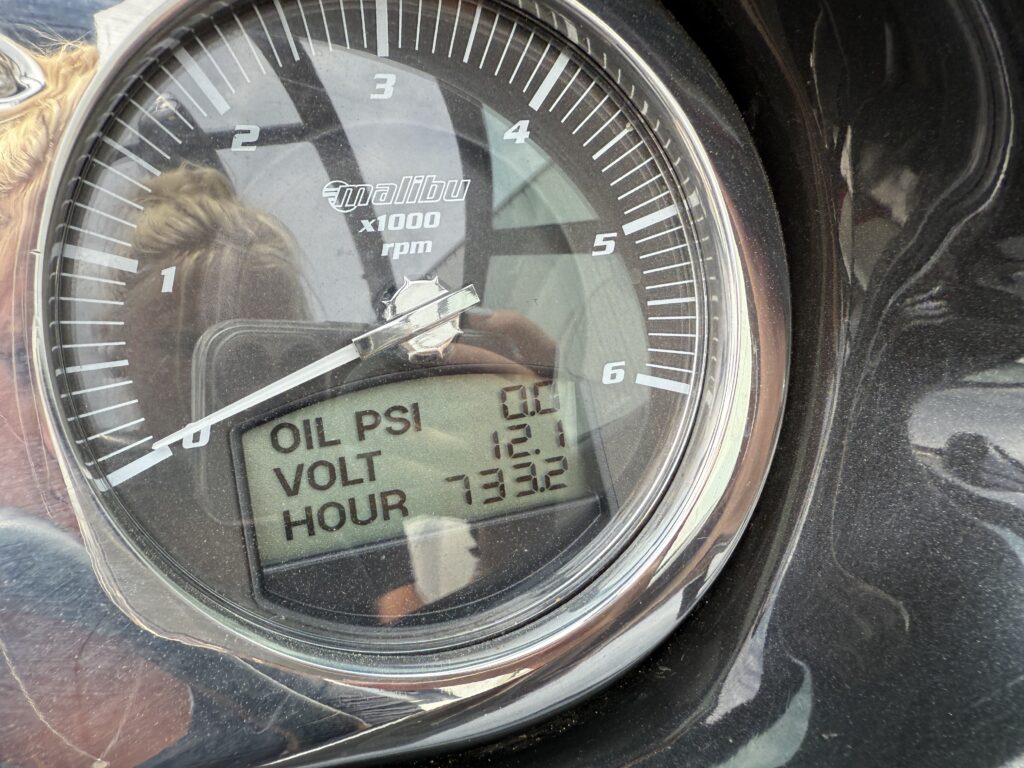 3
2
4
malibu
x1000
rpm
5
1
6
0
OIL PSI 0.0
VOLT 12.1
HOUR 733.2